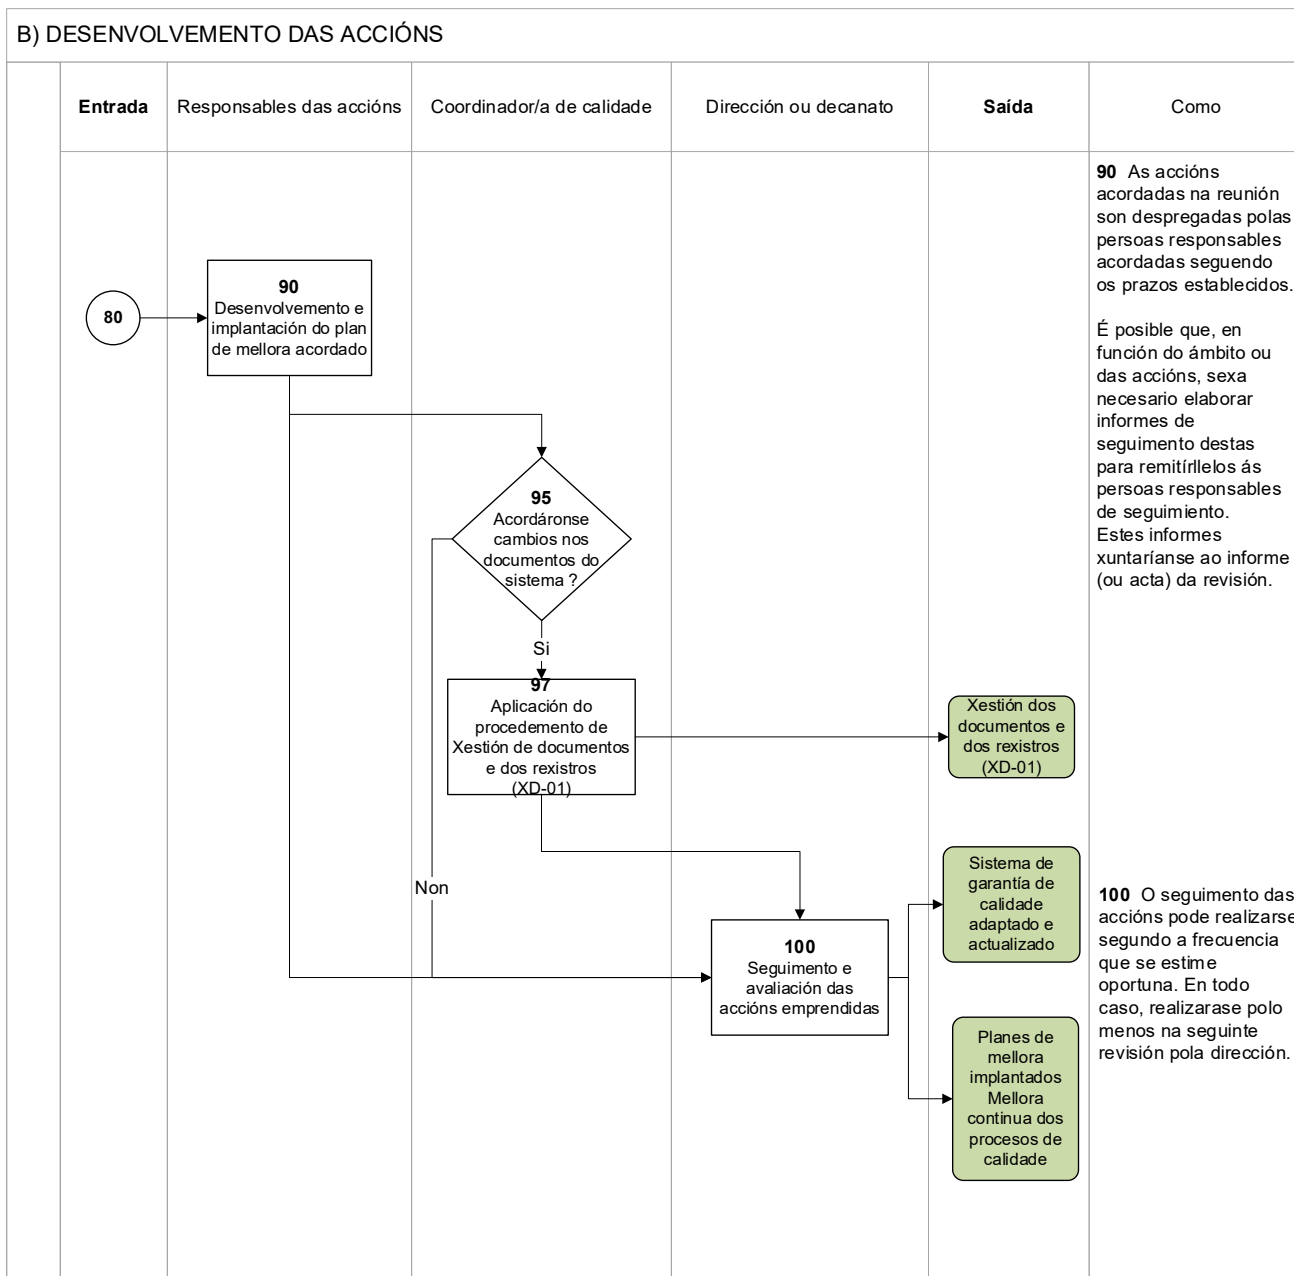 B) DESENVOLVEMENTO DAS ACCIÓNS
Entrada
Responsables das accións
Coordinador/a de calidade
Dirección ou decanato
Saída
Como
80
90
Desenvolvemento e
implantación do plan
de mellora acordado
95
Acordáronse
cambios nos
documentos do
sistema ?
Si
Non
97
Aplicación do
procedemento de
Xestión de documentos
e dos rexistros
(XD-01)
100
Seguimento e
avaliación das
accións emprendidas
Xestión dos
documentos e
dos rexistros
(XD-01)
Sistema de
garantía de
calidade
adaptado e
actualizado
Planes de
mellora
implantados
Mellora
continua dos
procesos de
calidade
90 As accións
acordadas na reunión
son despregadas polas
persoas responsables
acordadas seguendo
os prazos establecidos.
É posible que, en
función do ámbito ou
das accións, sexa
necesario elaborar
informes de
seguimento destas
para remitírllelos ás
persoas responsables
de seguimiento.
Estes informes
xuntaríanse ao informe
(ou acta) da revisión.
100 O seguimento das
accións pode realizarse
segundo a frecuencia
que se estime
oportuna. En todo
caso, realizarase polo
menos na seguinte
revisión pola dirección.